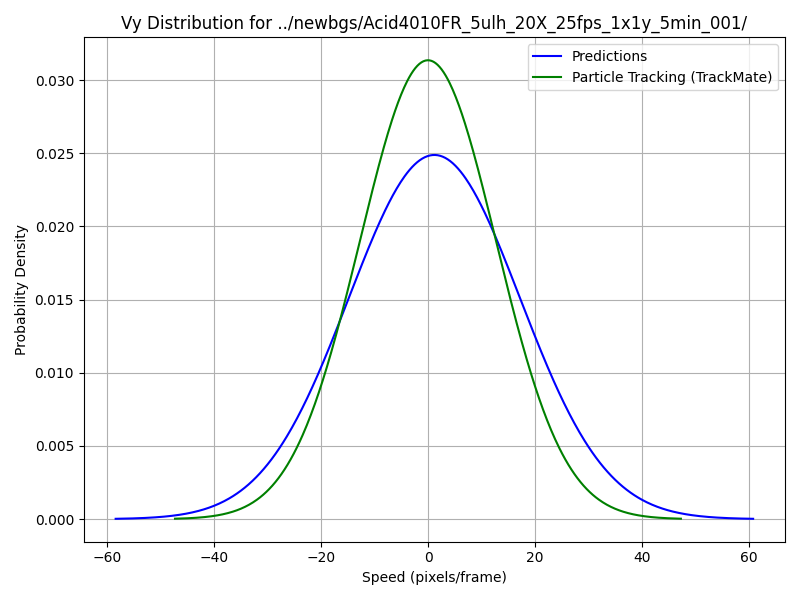 Vy Distribution for ../newbgs/Acid4010FR_5ulh_20X_25fps_1x1y_5min_001/
Predictions
Particle Tracking (TrackMate)
Probability Density
0.030
0.025
0.020
0.015
0.010
0.005
0.000
−60
−40
−20
0
20
40
60
Speed (pixels/frame)